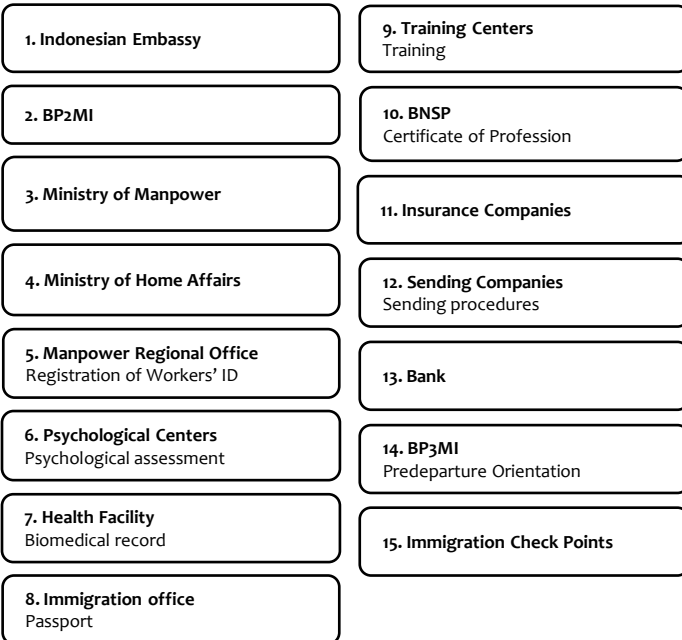 1. Indonesian Embassy
2. BP2MI
3. Ministry of Manpower
4. Ministry of Home Affairs
5. Manpower Regional Office
Registration of Workers’ ID
6. Psychological Centers
Psychological assessment
7. Health Facility
Biomedical record
8. Immigration office
Passport
9. Training Centers
Training
10. BNSP
Certificate of Profession
11. Insurance Companies
12. Sending Companies
Sending procedures
13. Bank
14. BP3MI
Predeparture Orientation
15. Immigration Check Points